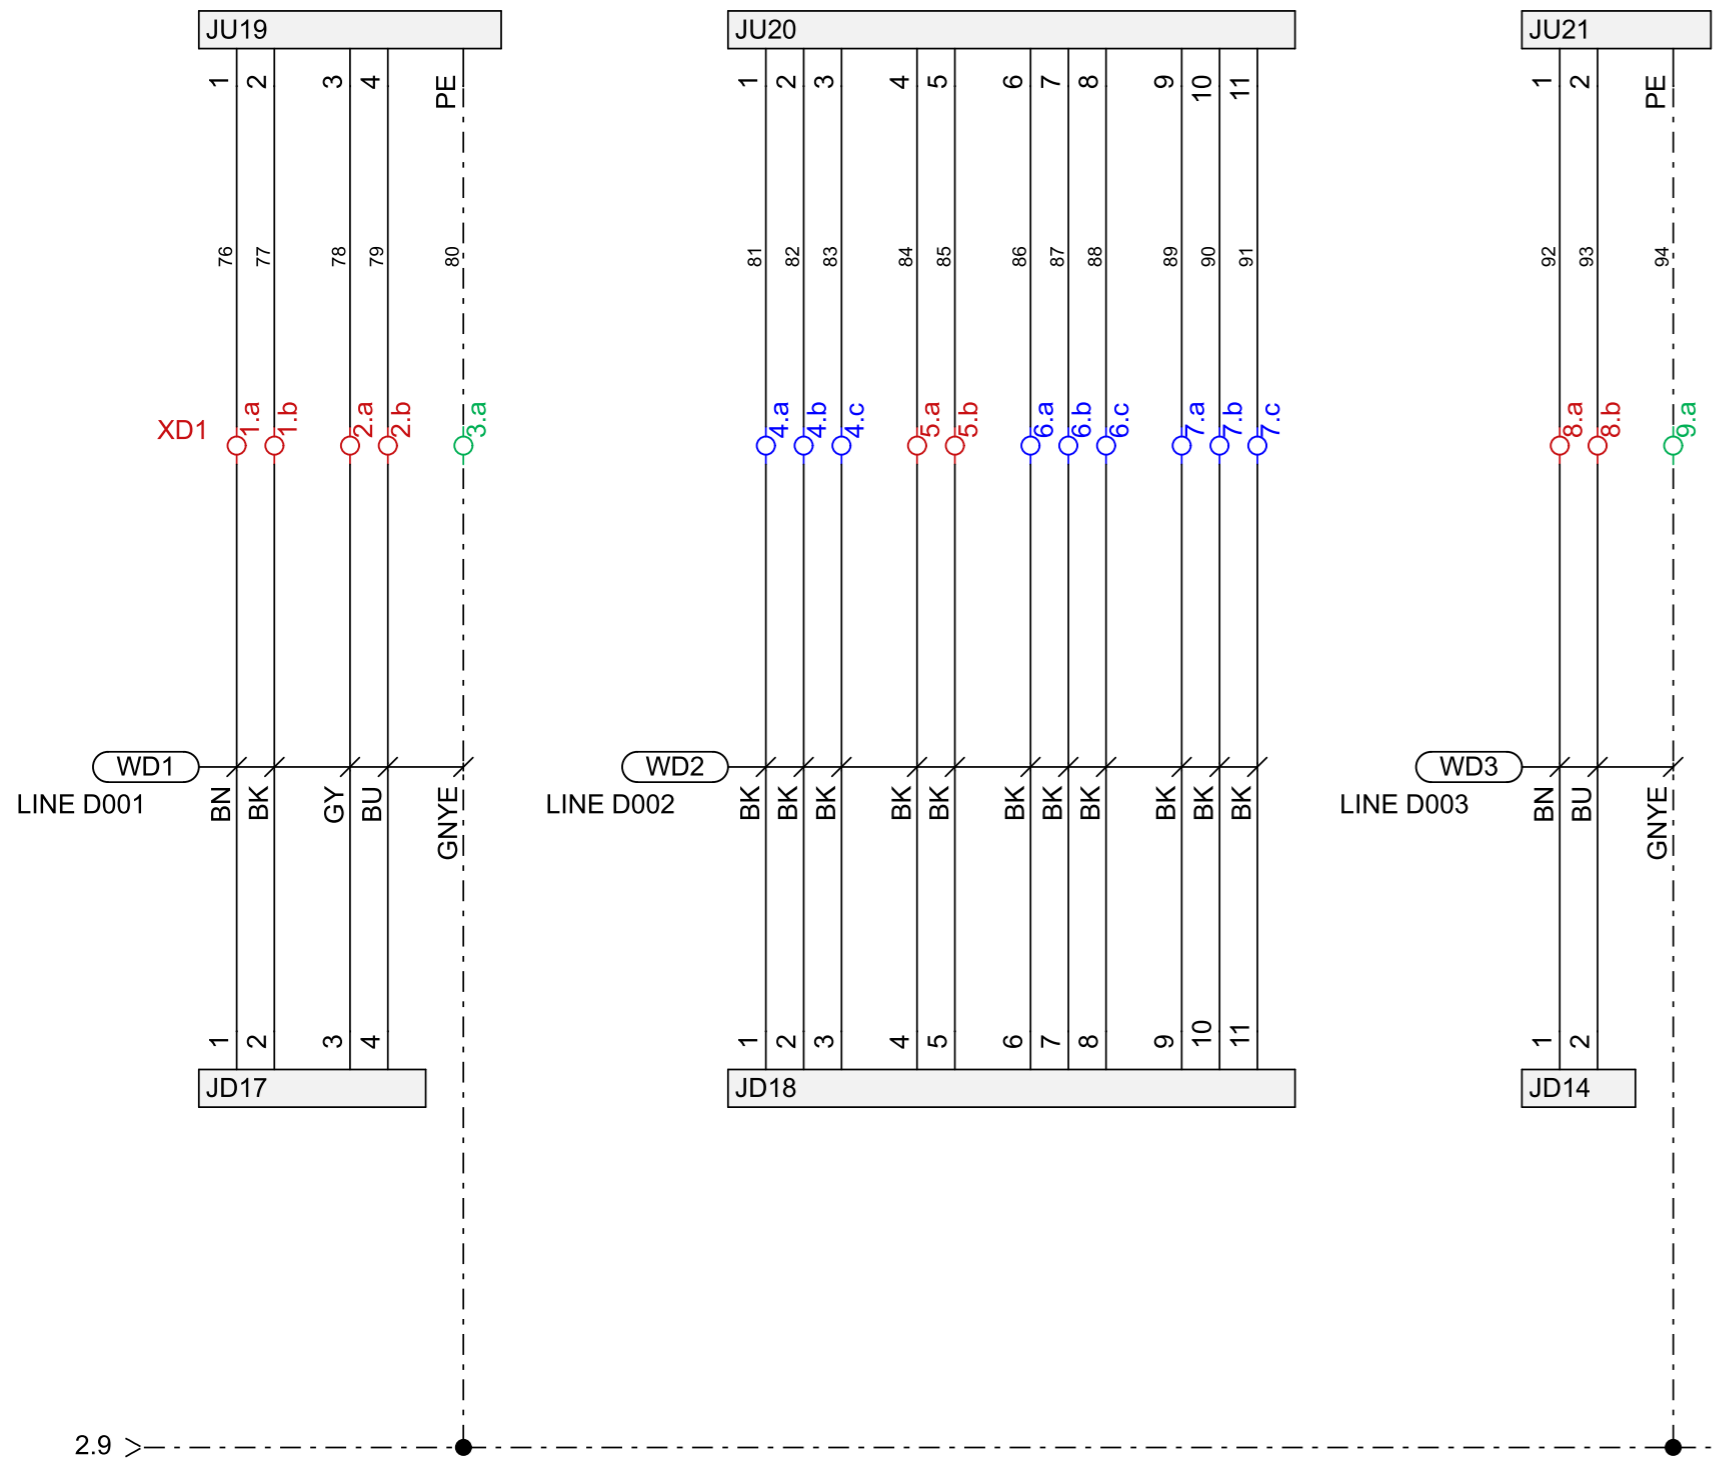 JU19 JU20 JU21
1 2 3 4 PE 1 2 3 4 5 6 7 8 9 10 11 1 2 PE
76 77 78 79 80 81 82 83 84 85 86 87 88 89 90 91 92 93 94
XD1 1.a 1.b 2.a 2.b 3.a 4.a 4.b 4.c 5.a 5.b 6.a 6.b 6.c 7.a 7.b 7.c 8.a 8.b 9.a
WD1 WD2 WD3
LINE D001 BN BK GY BU GNYE LINE D002 BK BK BK BK BK BK BK BK BK BK BK LINE D003 BN BU GNYE
1 2 3 4 1 2 3 4 5 6 7 8 9 10 11 1 2
JD17 JD18 JD14
2.9